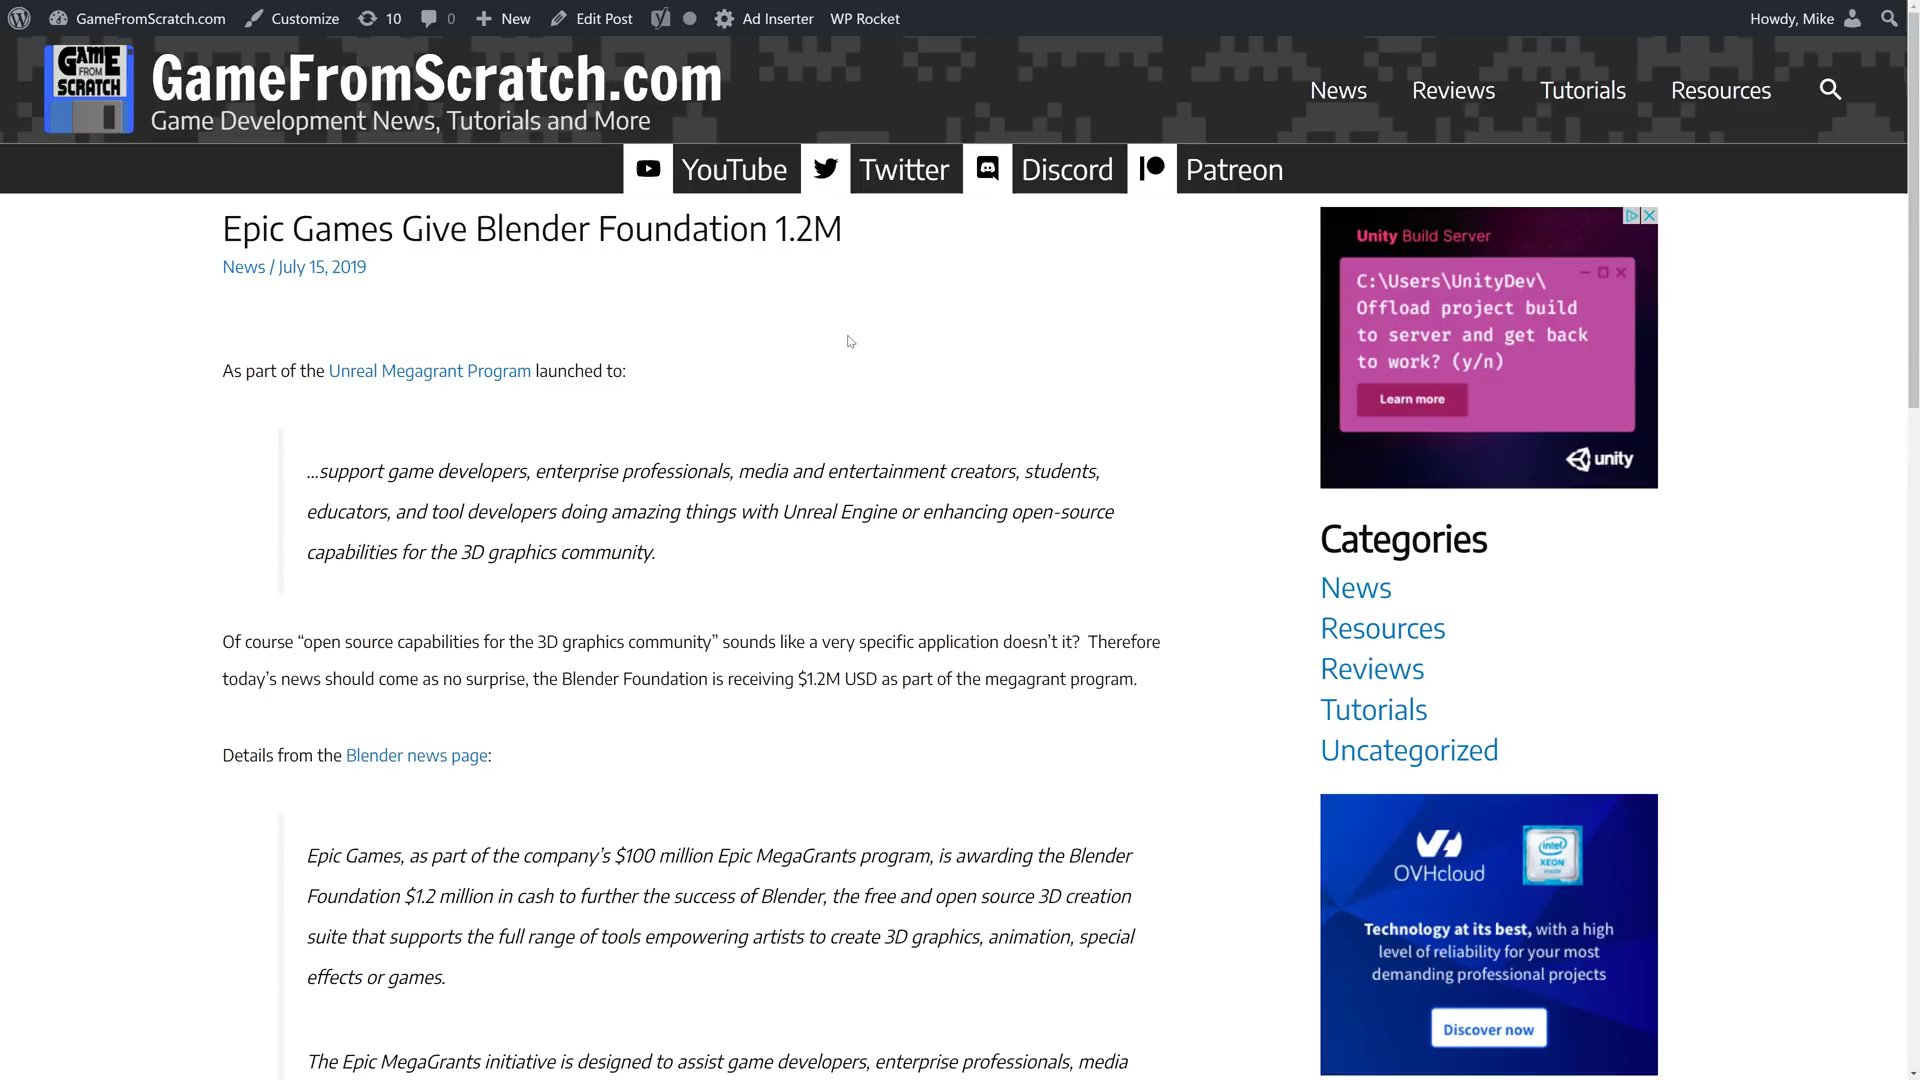 GameFromScratch.com Customize 10 0 New Edit Post Ad Inserter WP Rocket Howdy, Mike
GAME FROM SCRATCH
GameFromScratch.com
Game Development News, Tutorials and More
News Reviews Tutorials Resources
YouTube Twitter Discord Patreon
Epic Games Give Blender Foundation 1.2M
News / July 15, 2019
As part of the Unreal Megagrant Program launched to:
...support game developers, enterprise professionals, media and entertainment creators, students,
educators, and tool developers doing amazing things with Unreal Engine or enhancing open-source
capabilities for the 3D graphics community.
Of course “open source capabilities for the 3D graphics community” sounds like a very specific application doesn’t it? Therefore
today’s news should come as no surprise, the Blender Foundation is receiving $1.2M USD as part of the megagrant program.
Details from the Blender news page:
Epic Games, as part of the company’s $100 million Epic MegaGrants program, is awarding the Blender
Foundation $1.2 million in cash to further the success of Blender, the free and open source 3D creation
suite that supports the full range of tools empowering artists to create 3D graphics, animation, special
effects or games.
The Epic MegaGrants initiative is designed to assist game developers, enterprise professionals, media
Unity Build Server
C:\Users\UnityDev\
Offload project build
to server and get back
to work? (y/n)
Learn more
unity
Categories
News
Resources
Reviews
Tutorials
Uncategorized
OVHcloud
intel
XEON
inside
Technology at its best, with a high
level of reliability for your most
demanding professional projects
Discover now